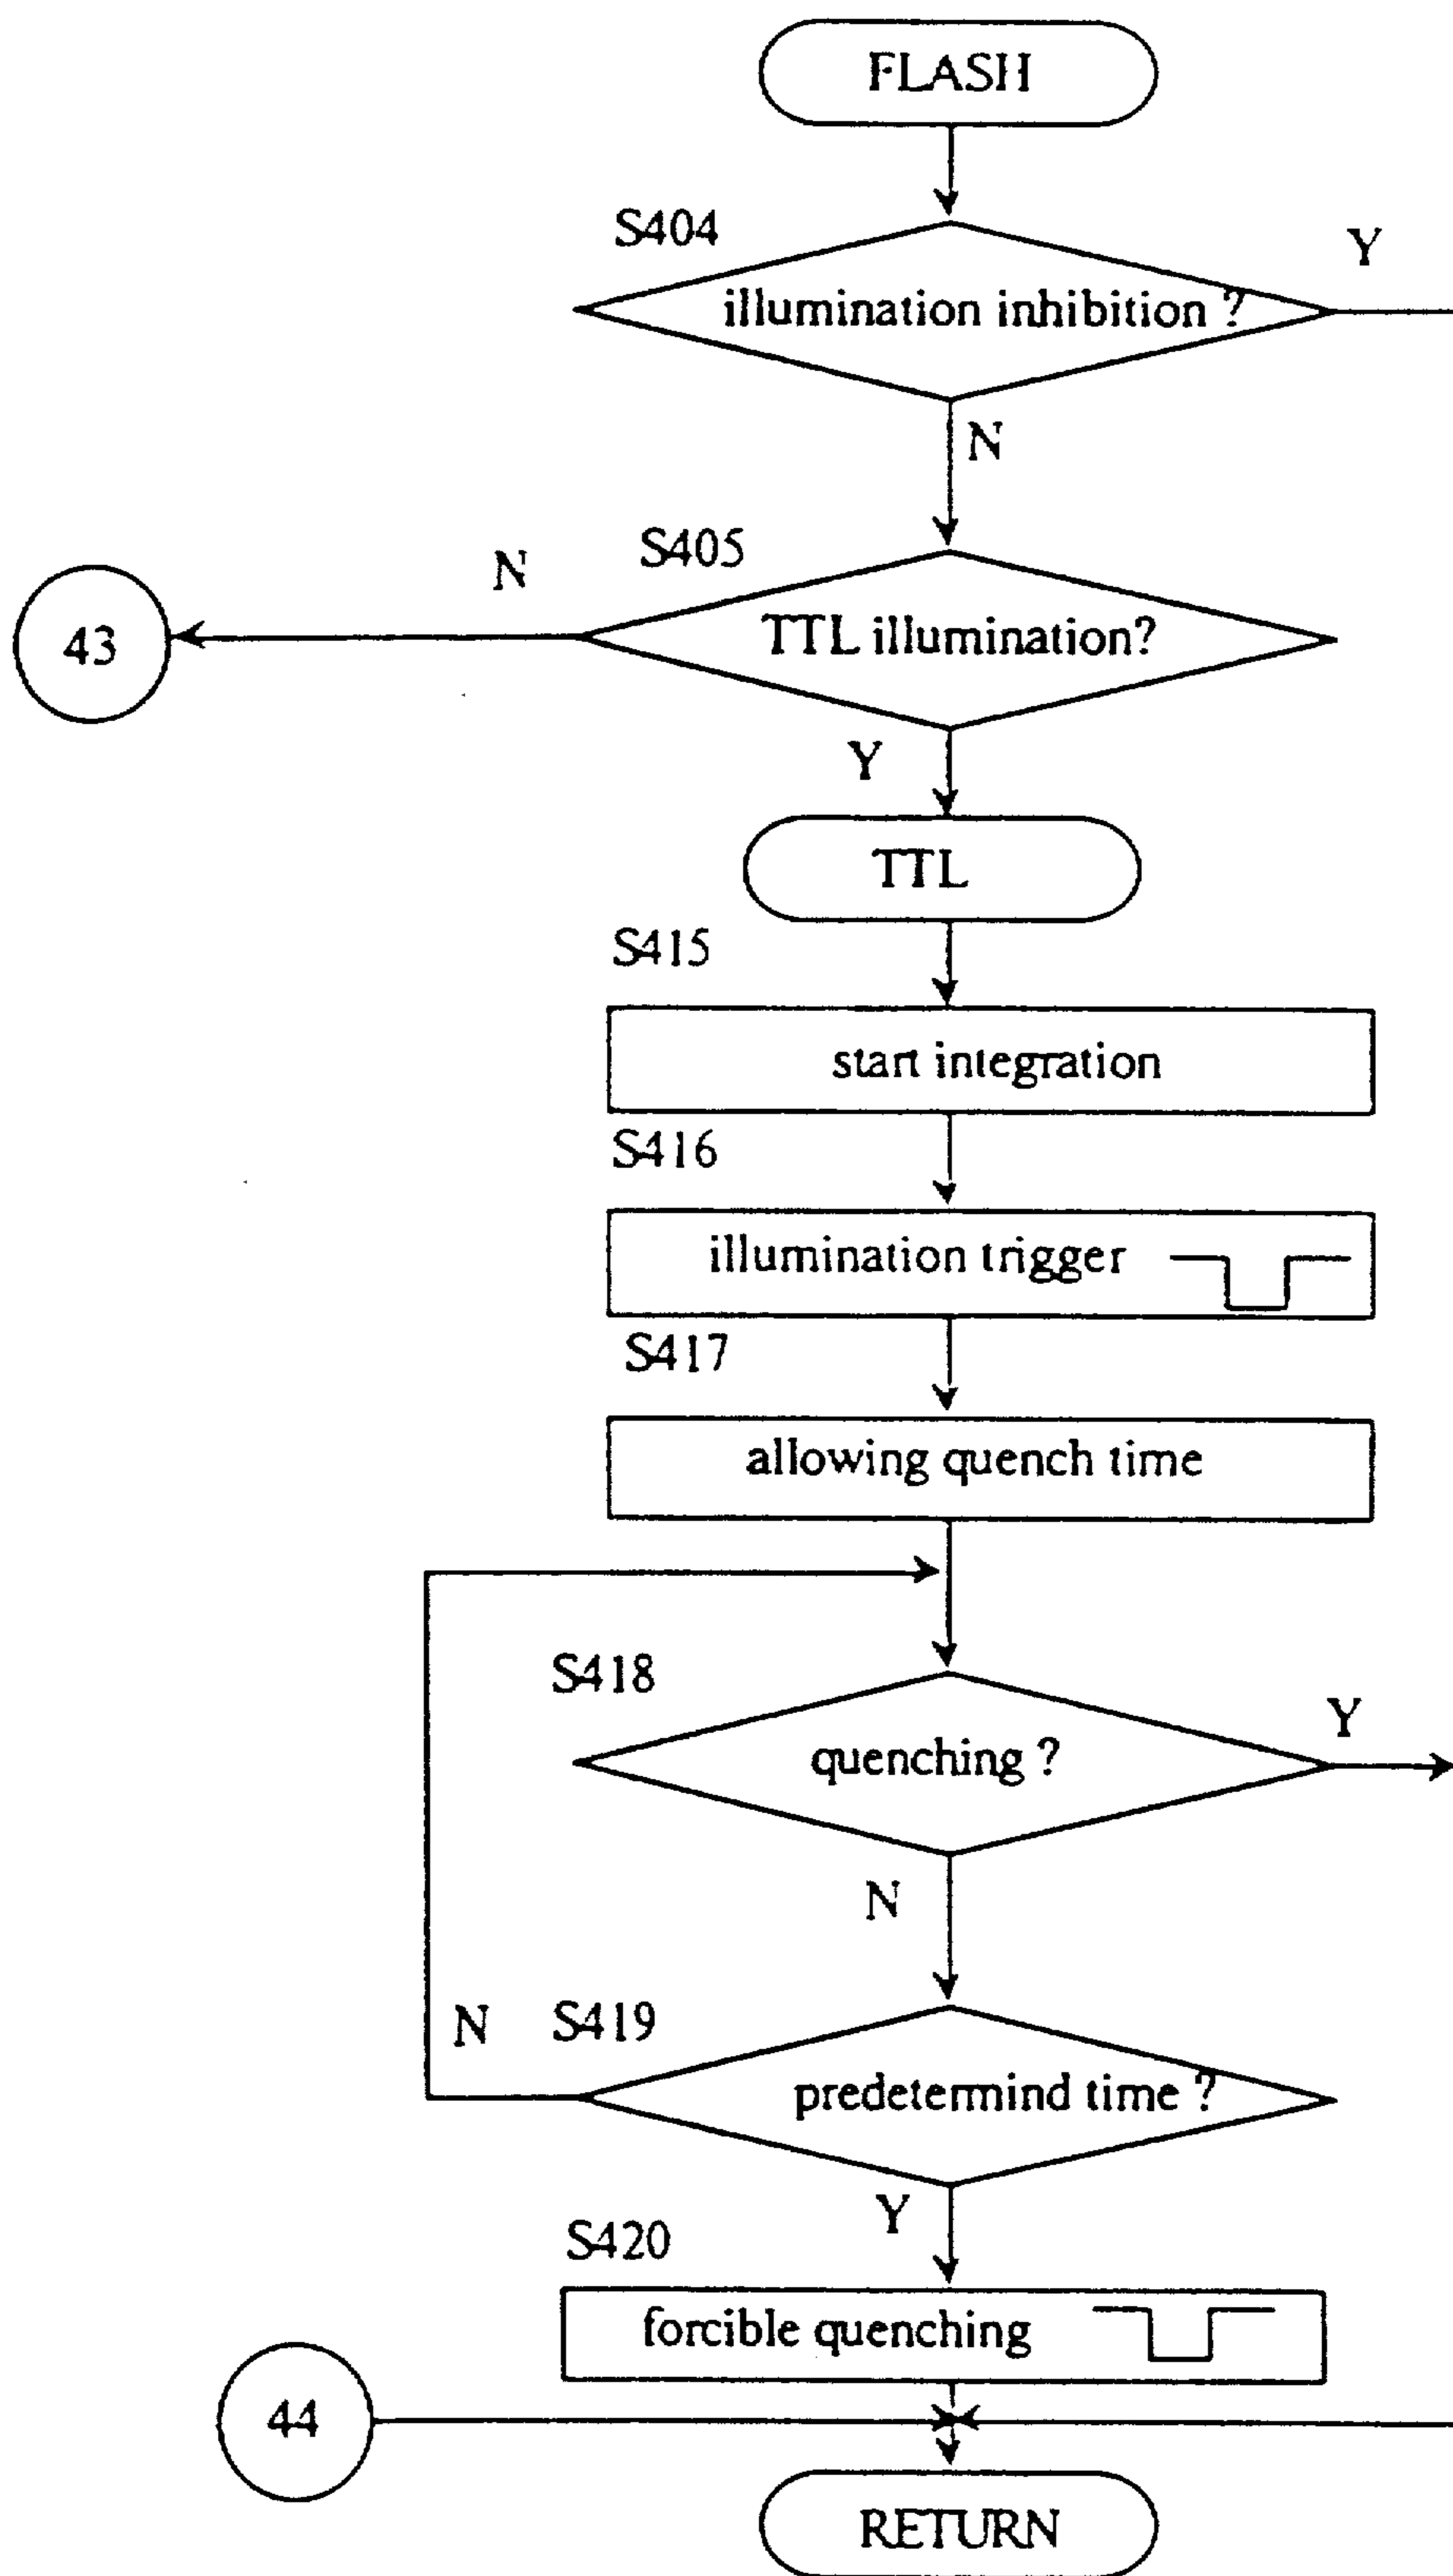 FLASH
S404
Y
illumination inhibition ?
N
S405
N
43
TTL illumination?
Y
TTL
S415
start integration
S416
illumination trigger
S417
allowing quench time
S418
Y
quenching ?
N
S419
N
predetermind time ?
Y
S420
forcible quenching
44
RETURN